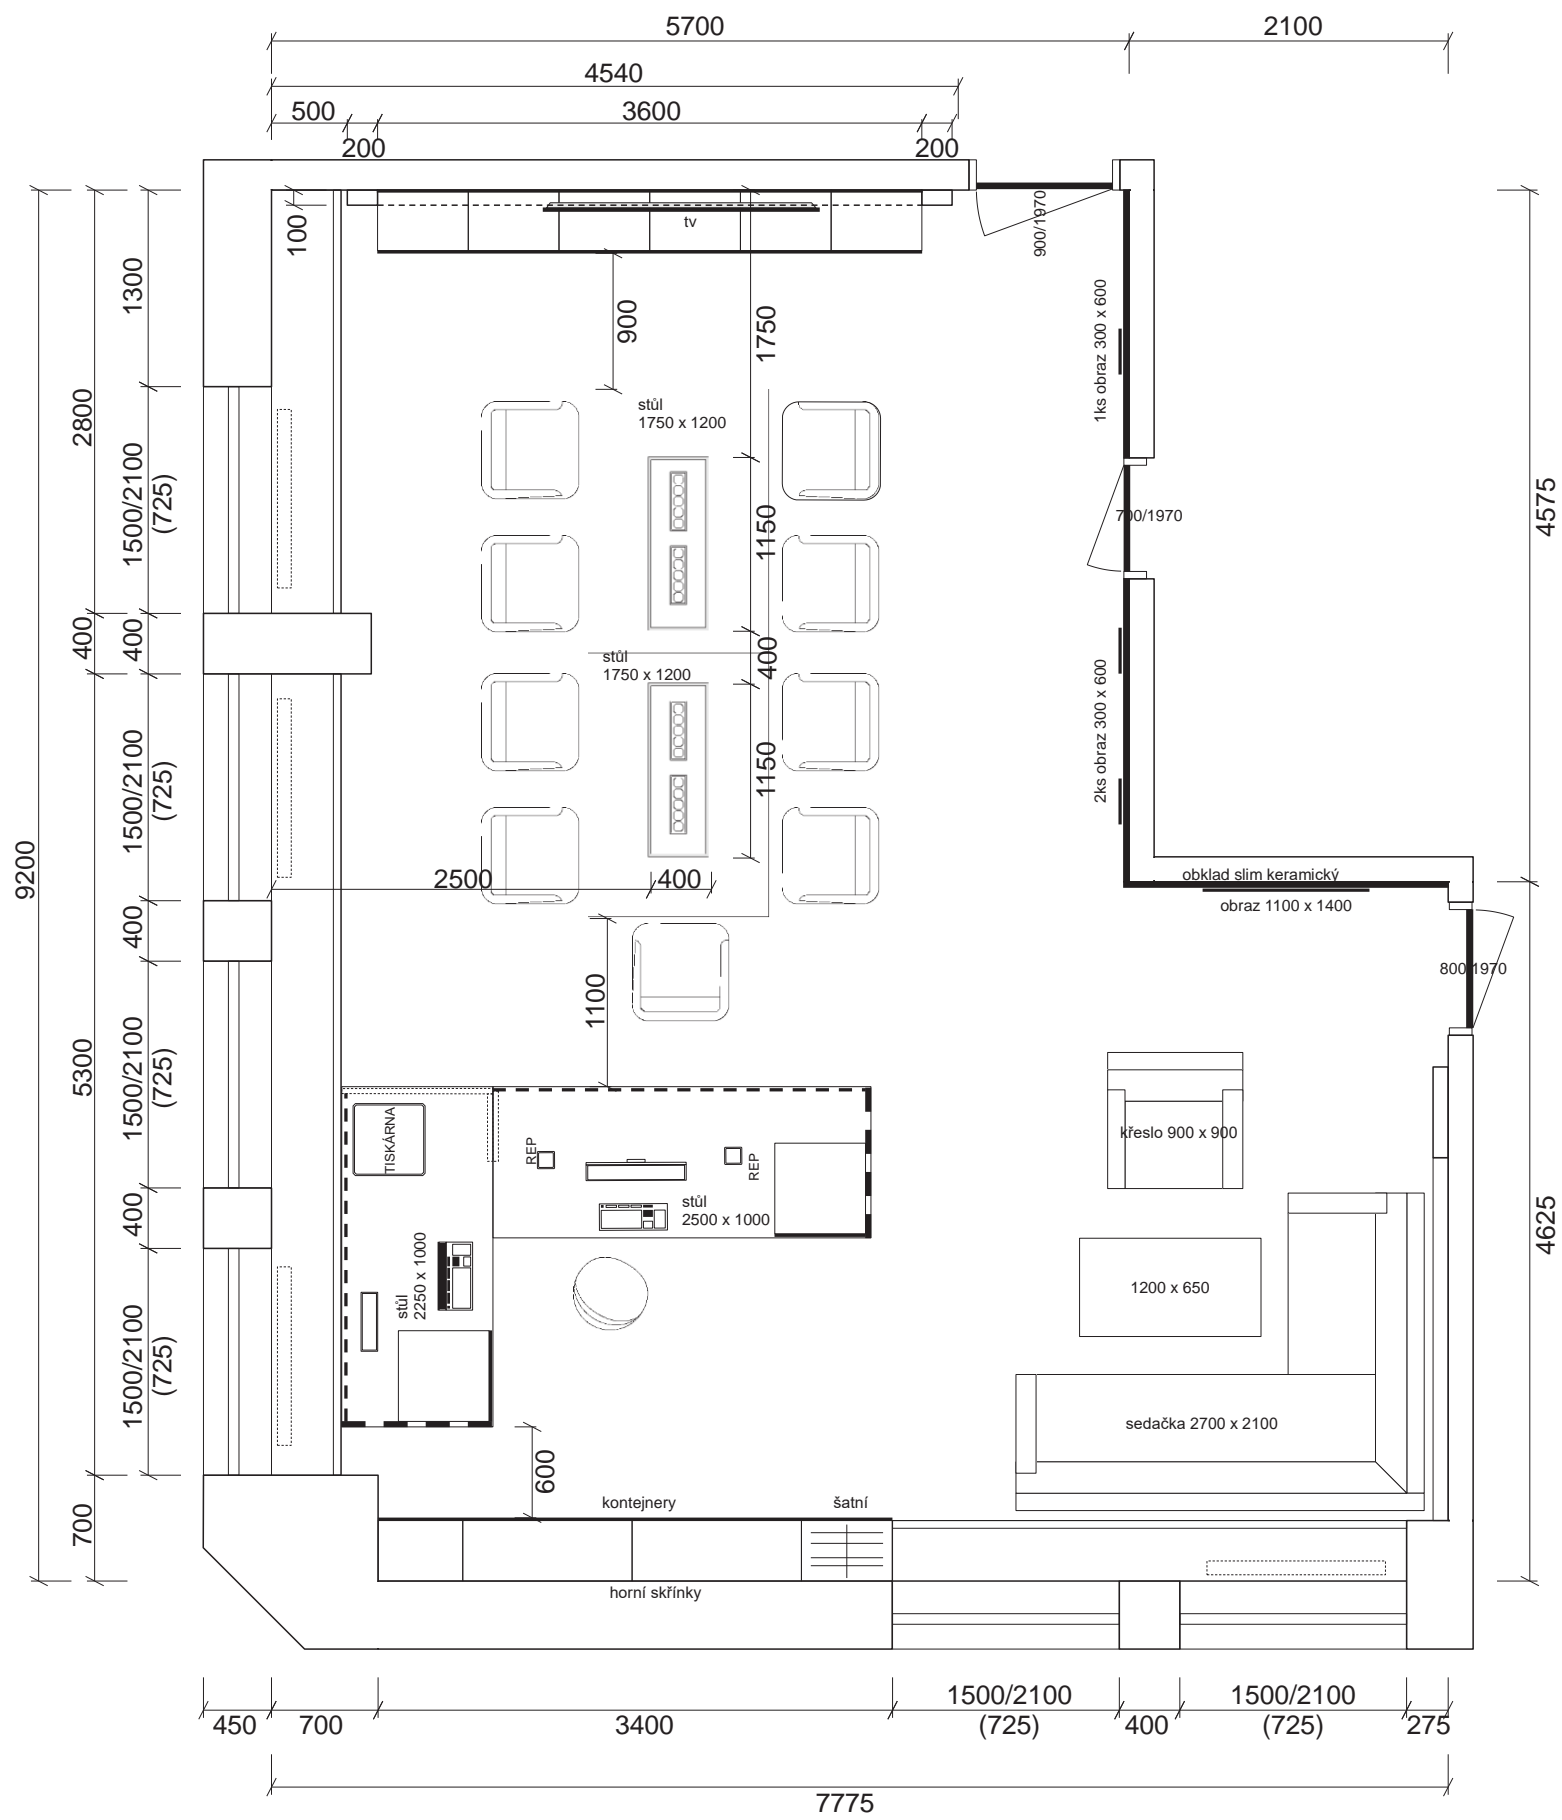 5700
2100
4540
500
3600
200
200
100
tv
900/1970
1300
900
1750
1ks obraz 300 x 600
2800
stůl
1750 x 1200
1500/2100
(725)
1150
4575
700/1970
400
400
400
stůl
1750 x 1200
2ks obraz 300 x 600
1500/2100
(725)
1150
9200
2500
400
obklad slim keramický
obraz 1100 x 1400
400
800/1970
1100
5300
1500/2100
(725)
TISKÁRNA
REP
REP
křeslo 900 x 900
stůl
2500 x 1000
400
4625
stůl
2250 x 1000
1200 x 650
1500/2100
(725)
sedačka 2700 x 2100
600
700
kontejnery
šatní
horní skřínky
450
700
3400
1500/2100
(725)
400
1500/2100
(725)
275
7775